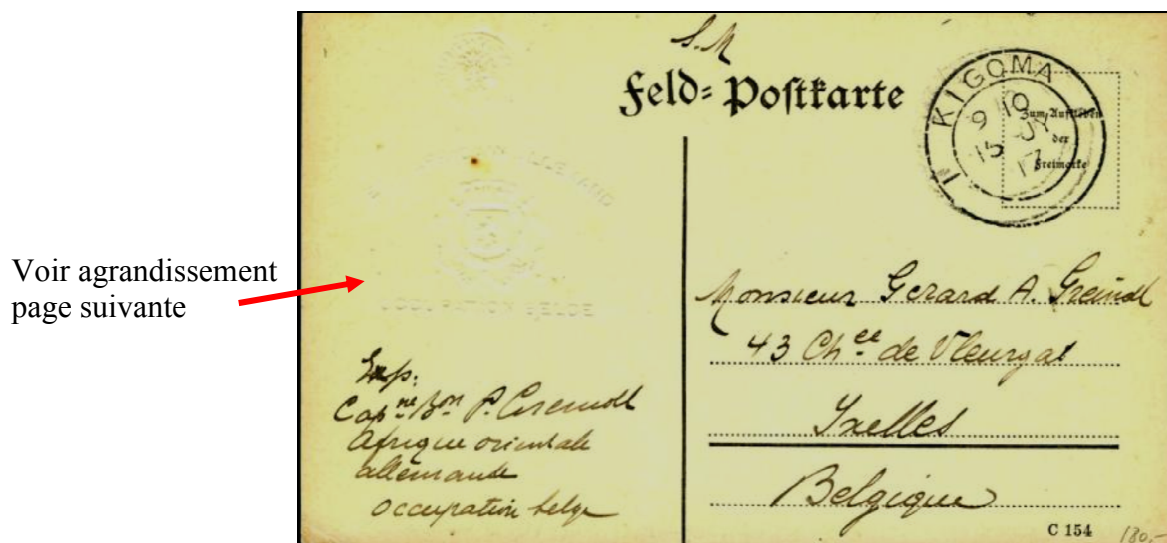 Voir agrandissement
page suivante
S.M
Feld=Postkarte
KIGOMA
9 10
15 JY
17
Zum Aufkleben
der
Freimarke
OCCUPATION BELGE
Monsieur Gerard A. Greindl
43 Ch.ée de Vleurgat
Ixelles
Belgique
Exp:
Cap.ne B.on P. Greindl
Afrique orientale
allemande
occupation belge
C 154
180,-